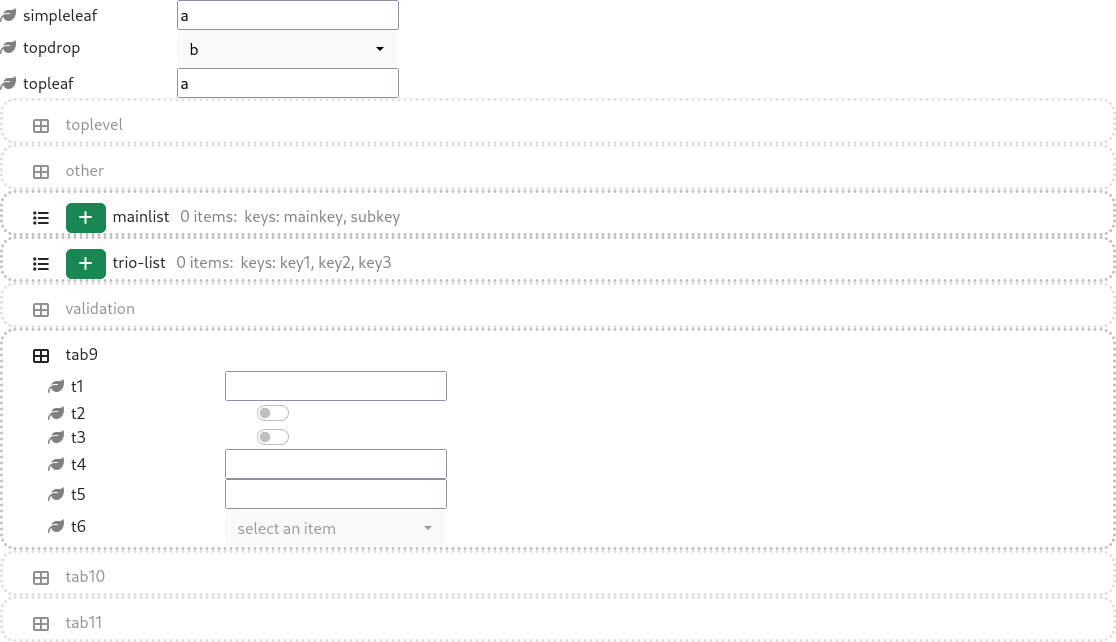 simpleleaf a
topdrop b
topleaf a
toplevel
other
+ mainlist 0 items: keys: mainkey, subkey
+ trio-list 0 items: keys: key1, key2, key3
validation
tab9
t1
t2
t3
t4
t5
t6 select an item
tab10
tab11